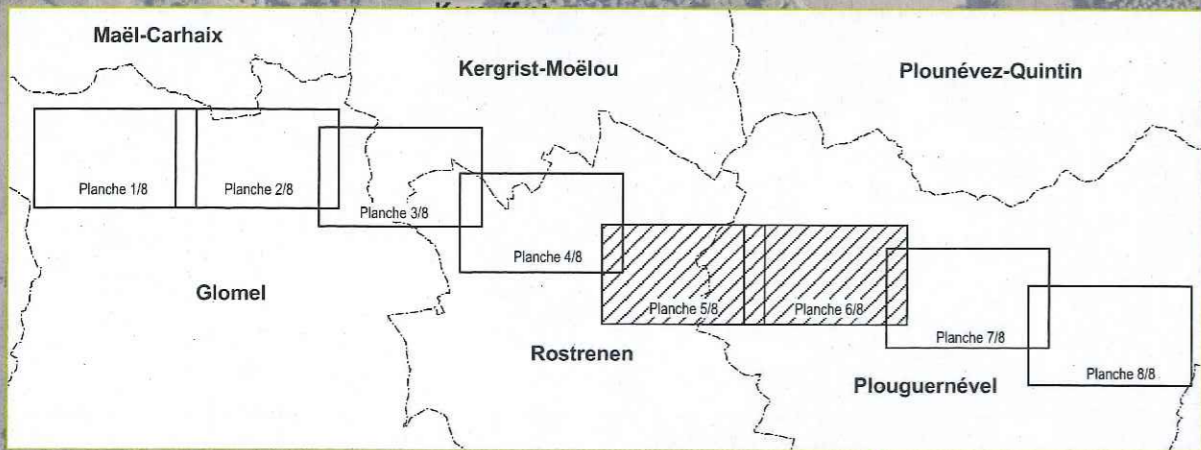 Maël-Carhaix
Kergrist-Moëlou
Plounévez-Quintin
Planche 1/8
Planche 2/8
Planche 3/8
Planche 4/8
Glomel
Planche 5/8
Planche 6/8
Planche 7/8
Rostrenen
Planche 8/8
Plouguernével